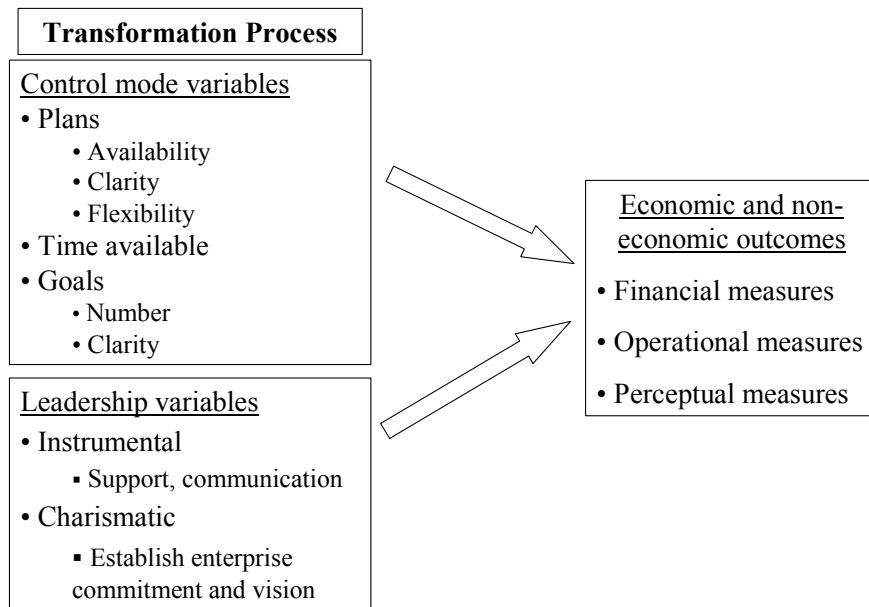 Transformation Process
Control mode variables
• Plans
• Availability
• Clarity
• Flexibility
• Time available
• Goals
• Number
• Clarity
Leadership variables
• Instrumental
▪ Support, communication
• Charismatic
▪ Establish enterprise
commitment and vision
Economic and non-
economic outcomes
• Financial measures
• Operational measures
• Perceptual measures